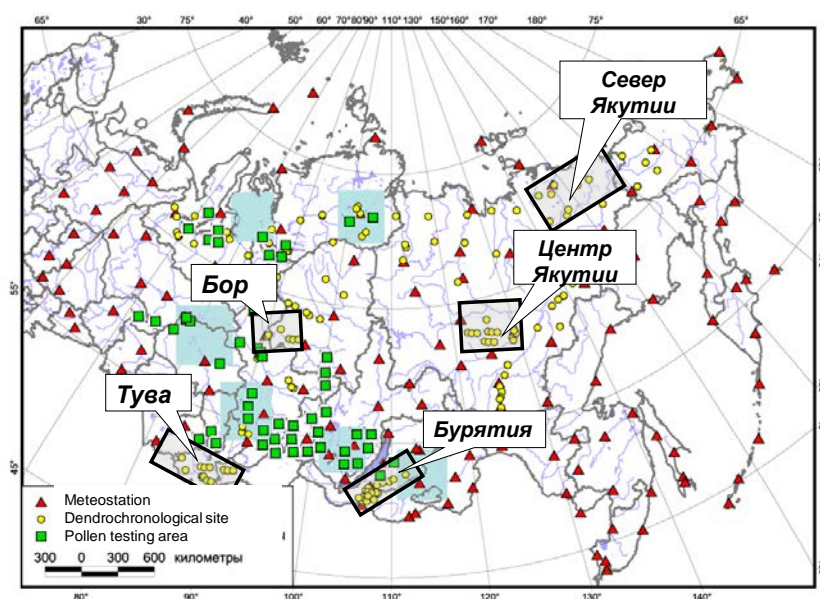 65° 30° 75° 40° 50° 60° 70° 80° 90° 110° 130° 150° 160° 170° 180° 75° 65°
Север
Якутии
Центр
Якутии
Бор
55°
Тува
Бурятия
45°
Meteostation
Dendrochronological site
Pollen testing area
300 0 300 600 километры
80° 90° 100° 110° 120° 130° 140°